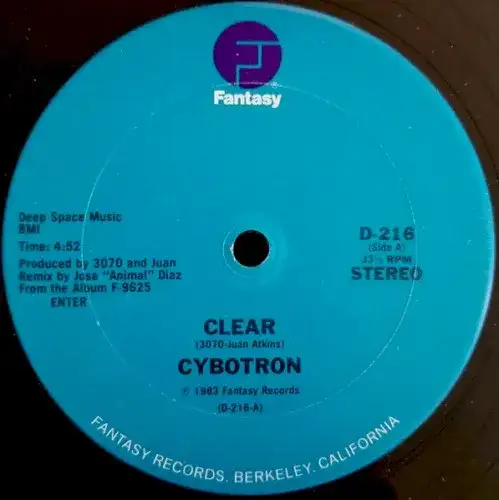 Fantasy
Deep Space Music
BMI
Time: 4:52
Produced by 3070 and Juan
Remix by Jose "Animal" Diaz
From the Album F-9625
ENTER
D-216
(Side A)
33⅓ RPM
STEREO
CLEAR
(3070-Juan Atkins)
CYBOTRON
℗ 1983 Fantasy Records
(D-216-A)
FANTASY RECORDS, BERKELEY, CALIFORNIA